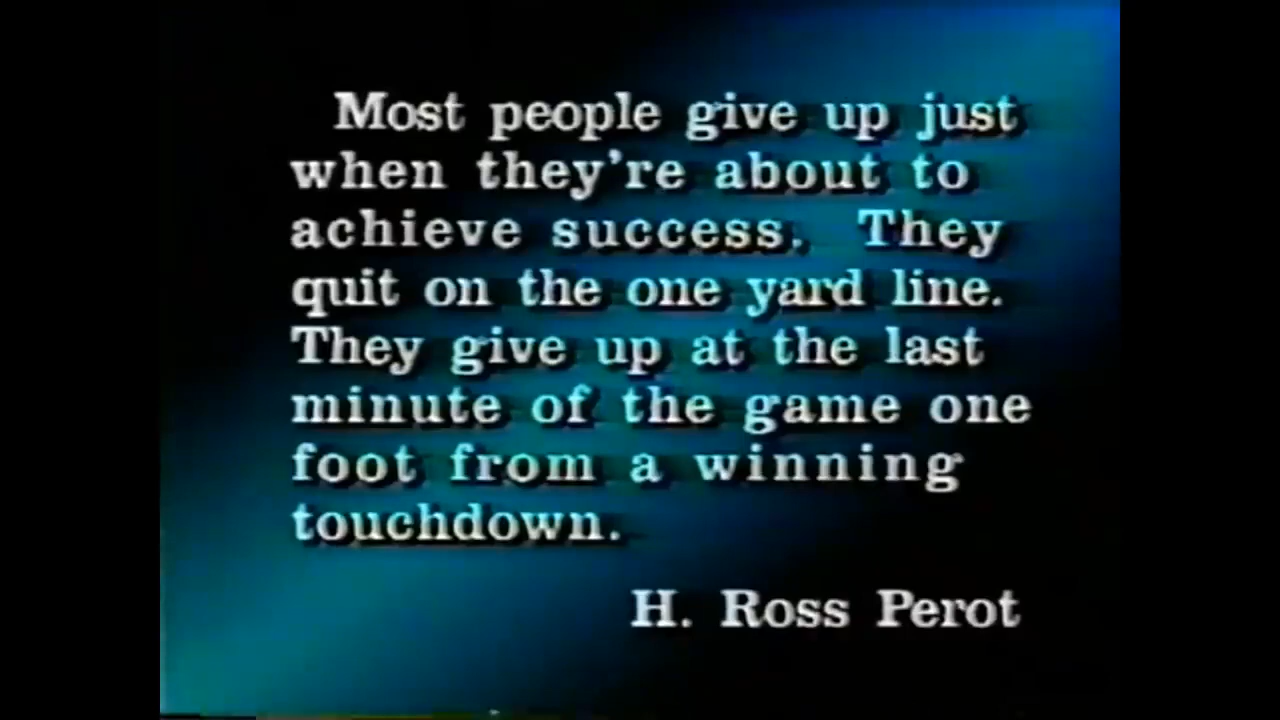 Most people give up just
when they're about to
achieve success. They
quit on the one yard line.
They give up at the last
minute of the game one
foot from a winning
touchdown.
H. Ross Perot